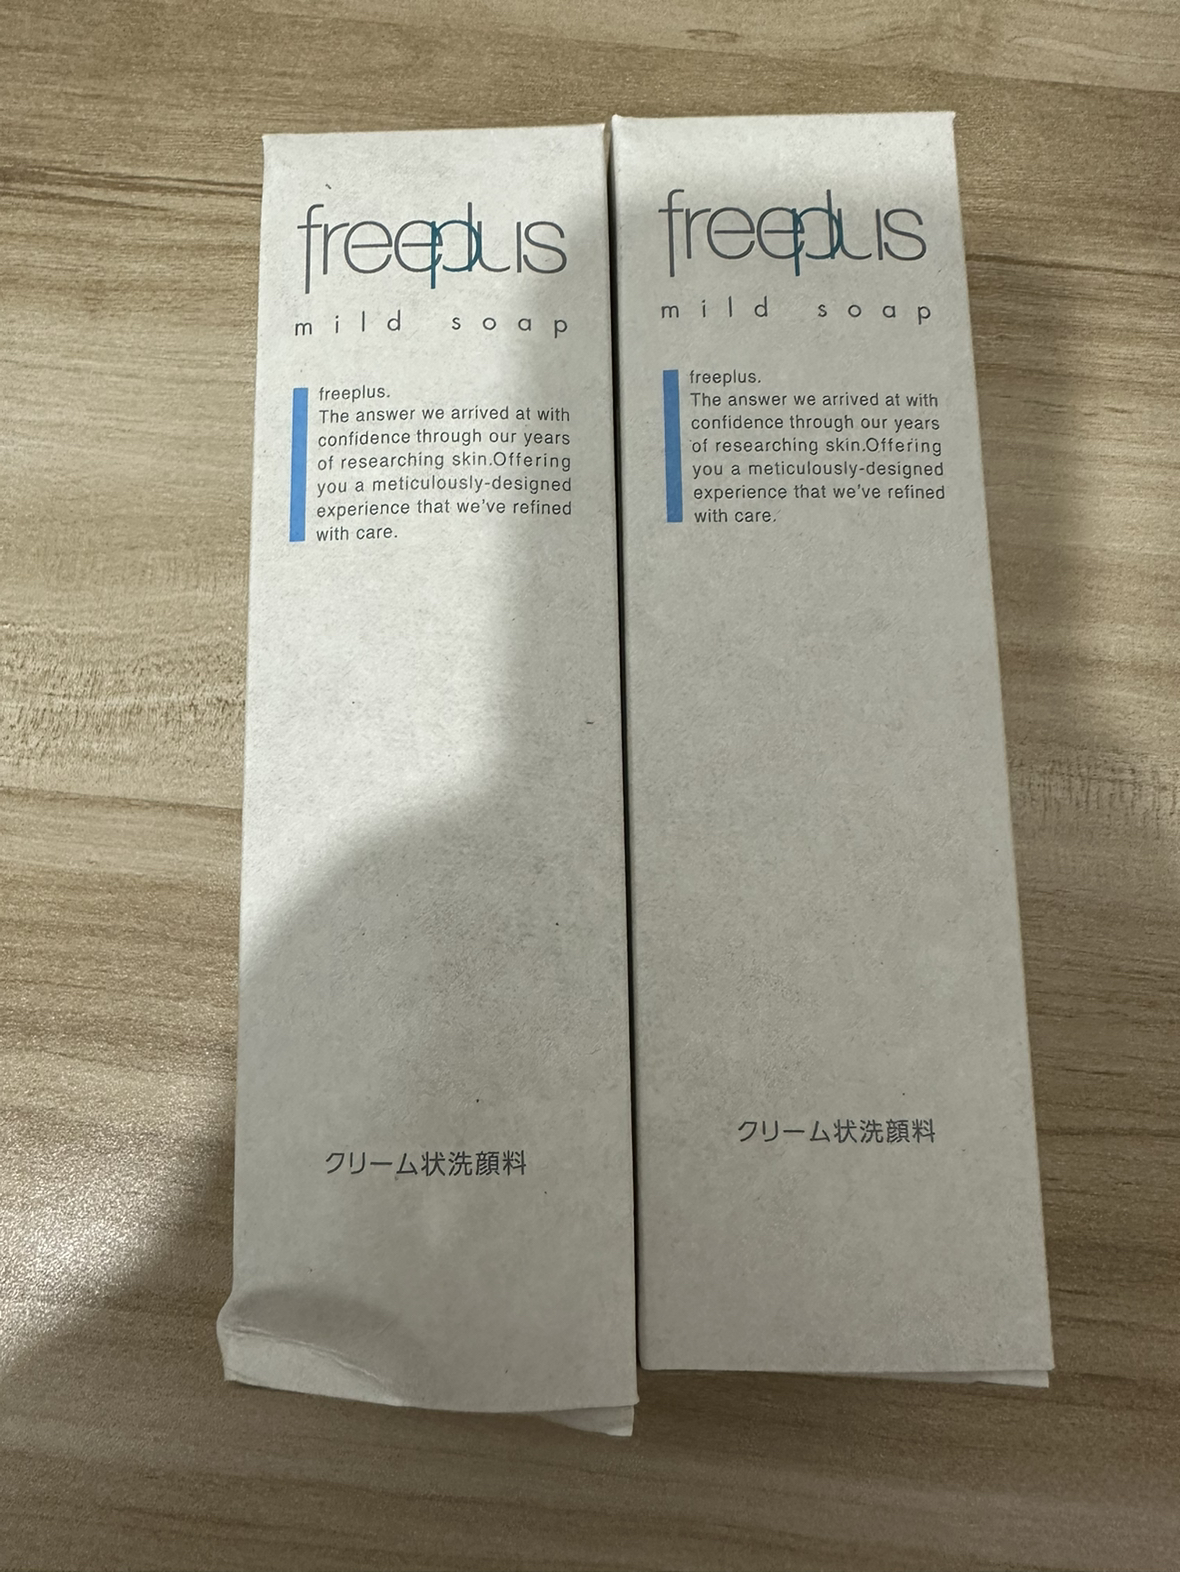 freeplus
mild soap
freeplus.
The answer we arrived at with
confidence through our years
of researching skin.Offering
you a meticulously-designed
experience that we've refined
with care.
クリーム状洗顔料
freeplus
mild soap
freeplus.
The answer we arrived at with
confidence through our years
of researching skin.Offering
you a meticulously-designed
experience that we've refined
with care.
クリーム状洗顔料